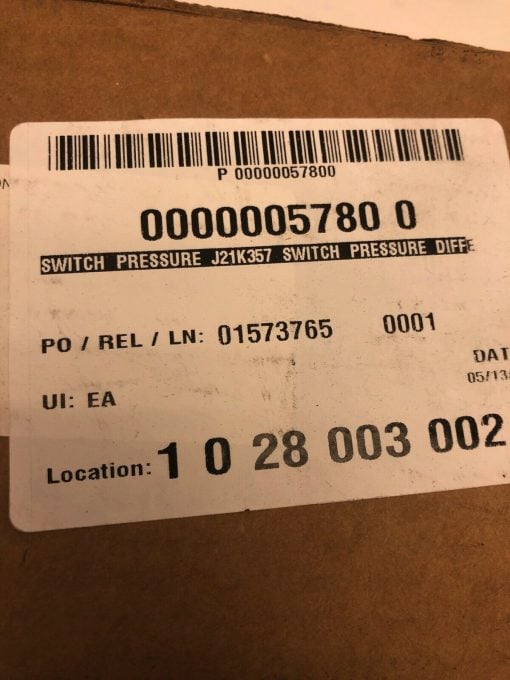 P 00000057800
0000005780 0
SWITCH PRESSURE J21K357 SWITCH PRESSURE DIFFE
PO / REL / LN: 01573765 0001
DAT
05/13
UI: EA
Location: 1 0 28 003 002